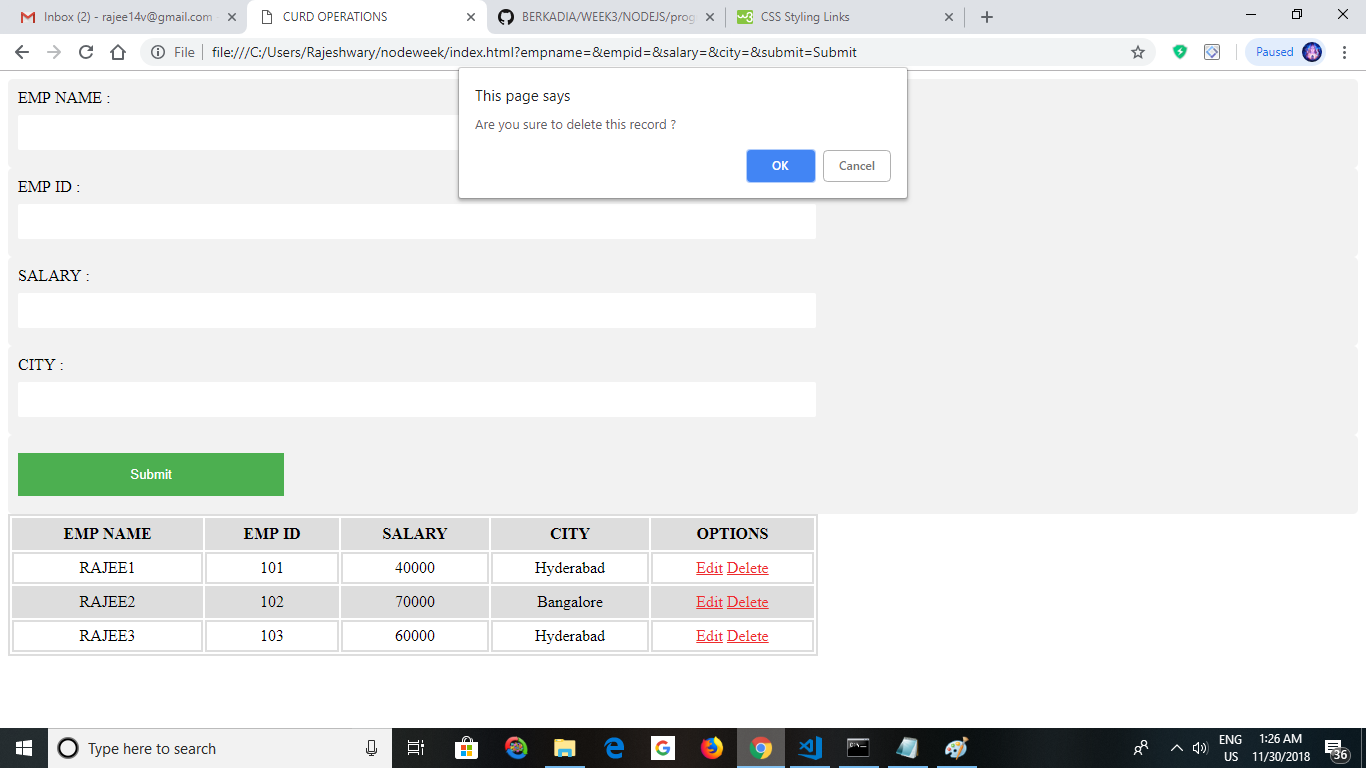 Inbox (2) - rajee14v@gmail.com
CURD OPERATIONS
BERKADIA/WEEK3/NODEJS/prog
CSS Styling Links
File
file:///C:/Users/Rajeshwary/nodeweek/index.html?empname=&empid=&salary=&city=&submit=Submit
Paused
This page says
Are you sure to delete this record ?
OK Cancel
EMP NAME :
EMP ID :
SALARY :
CITY :
Submit
EMP NAME EMP ID SALARY CITY OPTIONS
RAJEE1 101 40000 Hyderabad Edit Delete
RAJEE2 102 70000 Bangalore Edit Delete
RAJEE3 103 60000 Hyderabad Edit Delete
Type here to search
ENG
US
1:26 AM
11/30/2018
36